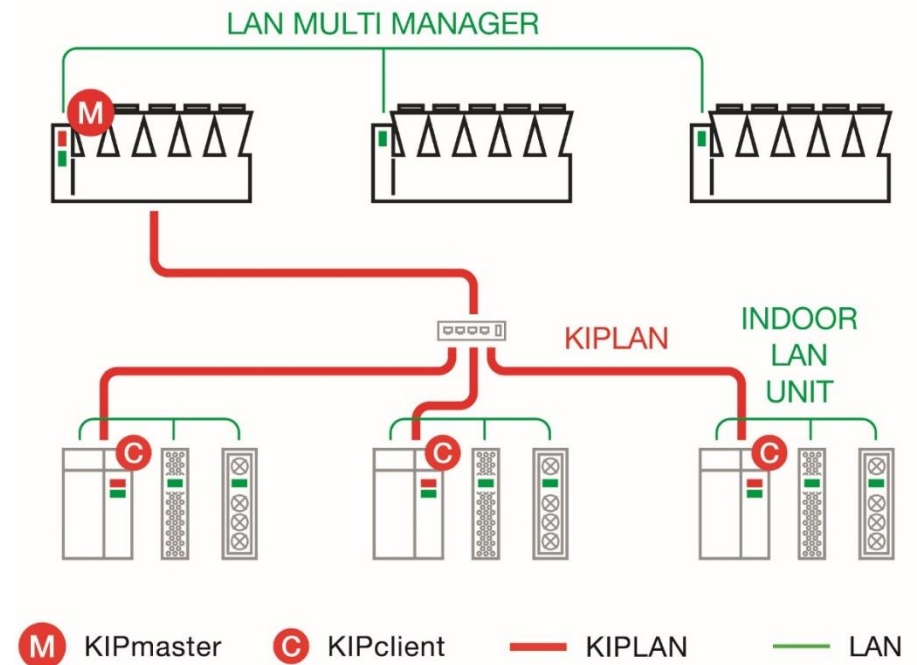 LAN MULTI MANAGER
M
KIPLAN
INDOOR
LAN
UNIT
C
C
C
M KIPmaster C KIPclient KIPLAN LAN